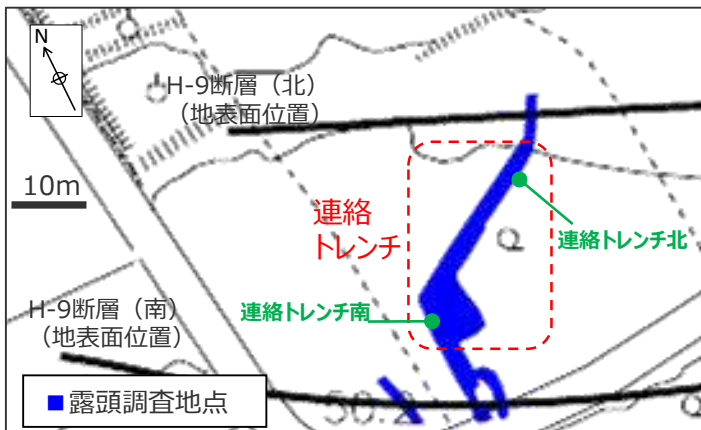 N
H-9断層（北）
（地表面位置）
10m
連絡
トレンチ
連絡トレンチ北
連絡トレンチ南
H-9断層（南）
（地表面位置）
■露頭調査地点